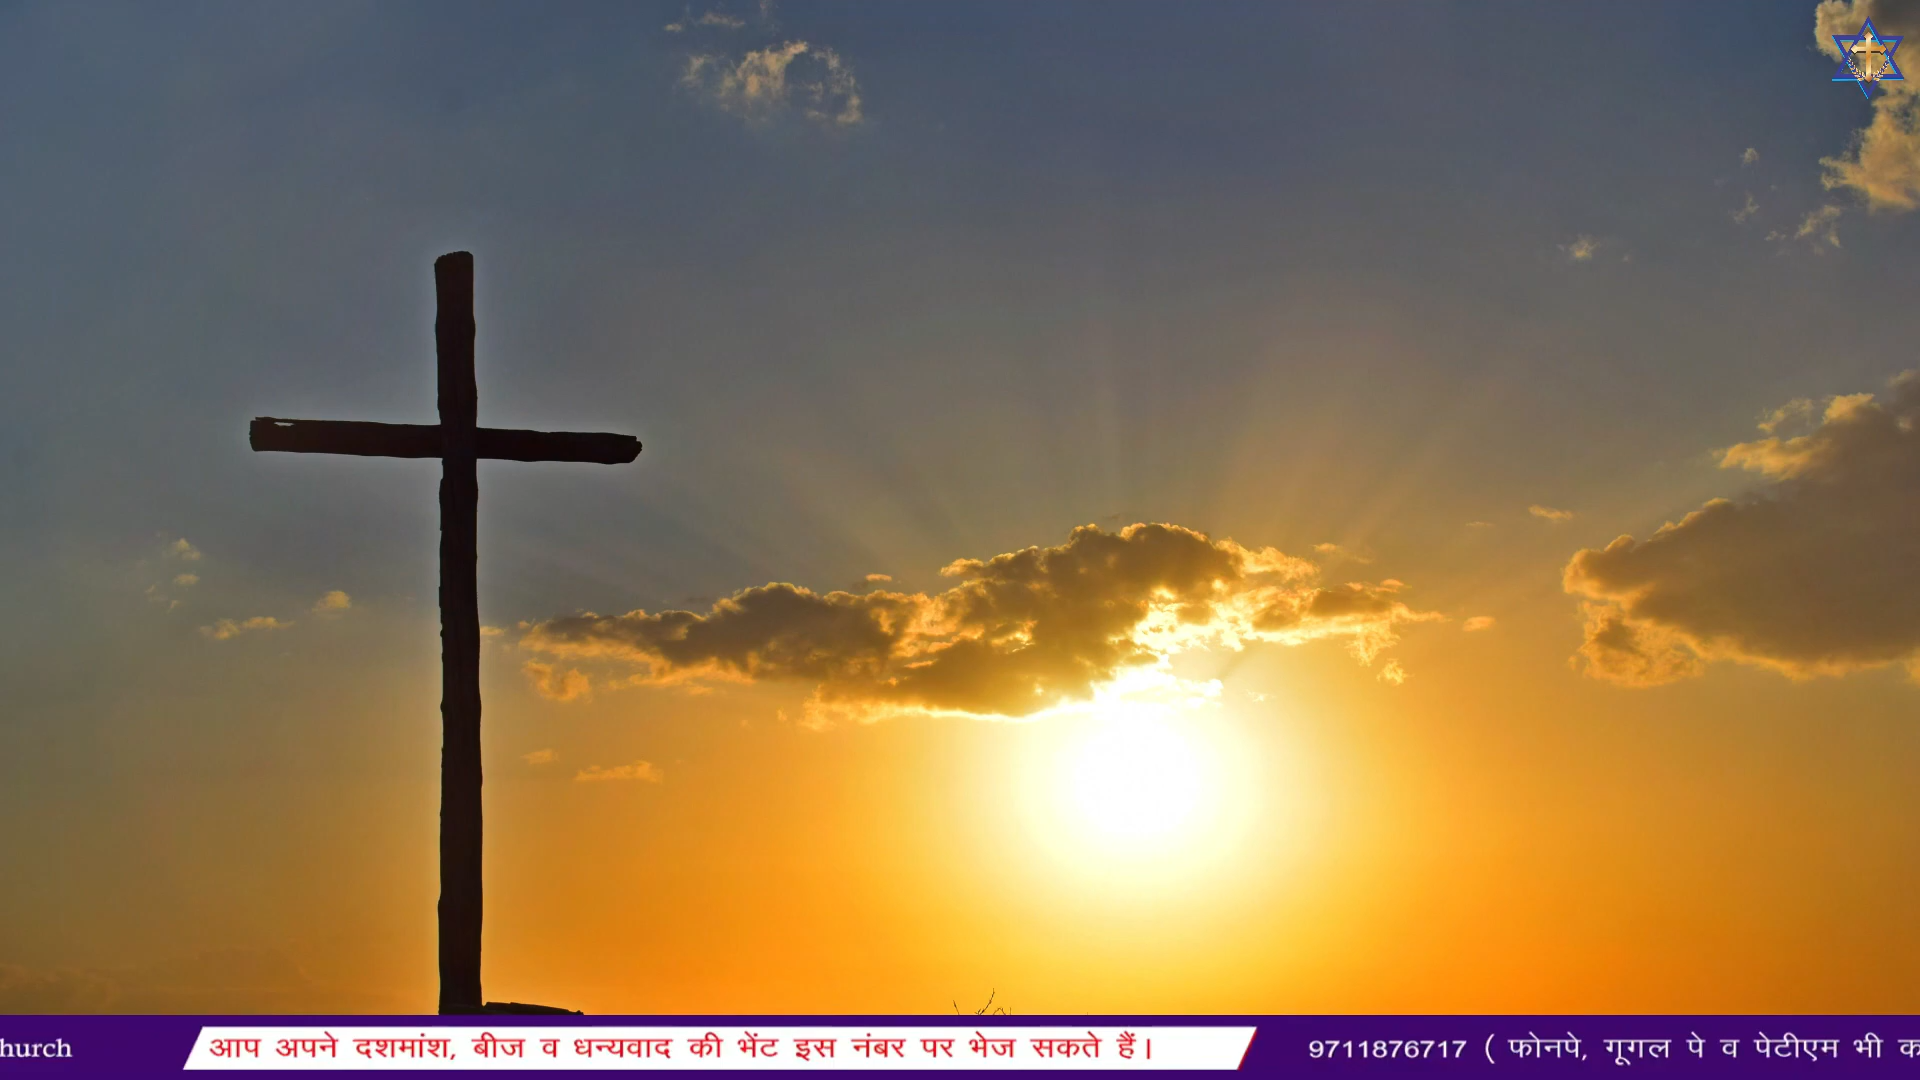 hurch आप अपने दशमांश, बीज व धन्यवाद की भेंट इस नंबर पर भेज सकते हैं। 9711876717 ( फोनपे, गूगल पे व पेटीएम भी क